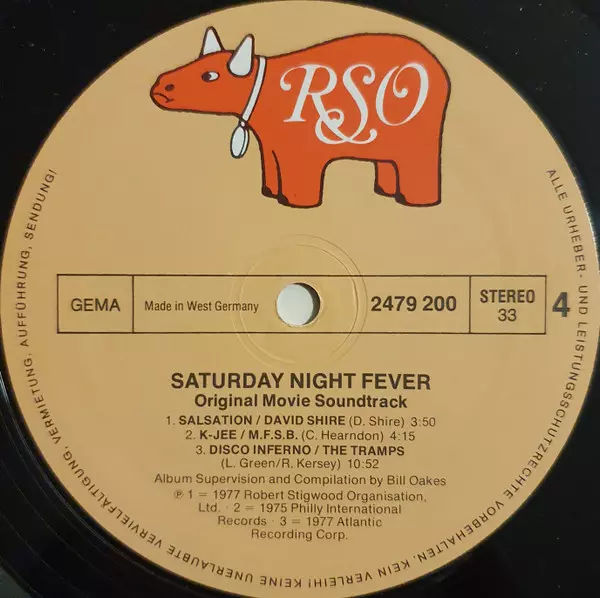 RSO
GEMA
Made in West Germany
2479 200
STEREO
33
4
SATURDAY NIGHT FEVER
Original Movie Soundtrack
1. SALSATION / DAVID SHIRE (D. Shire) 3:50
2. K-JEE / M.F.S.B. (C. Hearndon) 4:15
3. DISCO INFERNO / THE TRAMPS
(L. Green/R. Kersey) 10:52
Album Supervision and Compilation by Bill Oakes
Ⓟ 1 = 1977 Robert Stigwood Organisation,
Ltd. · 2 = 1975 Philly International
Records · 3 = 1977 Atlantic
Recording Corp.
ALLE URHEBER- UND LEISTUNGSSCHUTZRECHTE VORBEHALTEN. KEIN VERLEIH! KEINE UNERLAUBTE VERVIELFÄLTIGUNG, VERMIETUNG, AUFFÜHRUNG, SENDUNG!